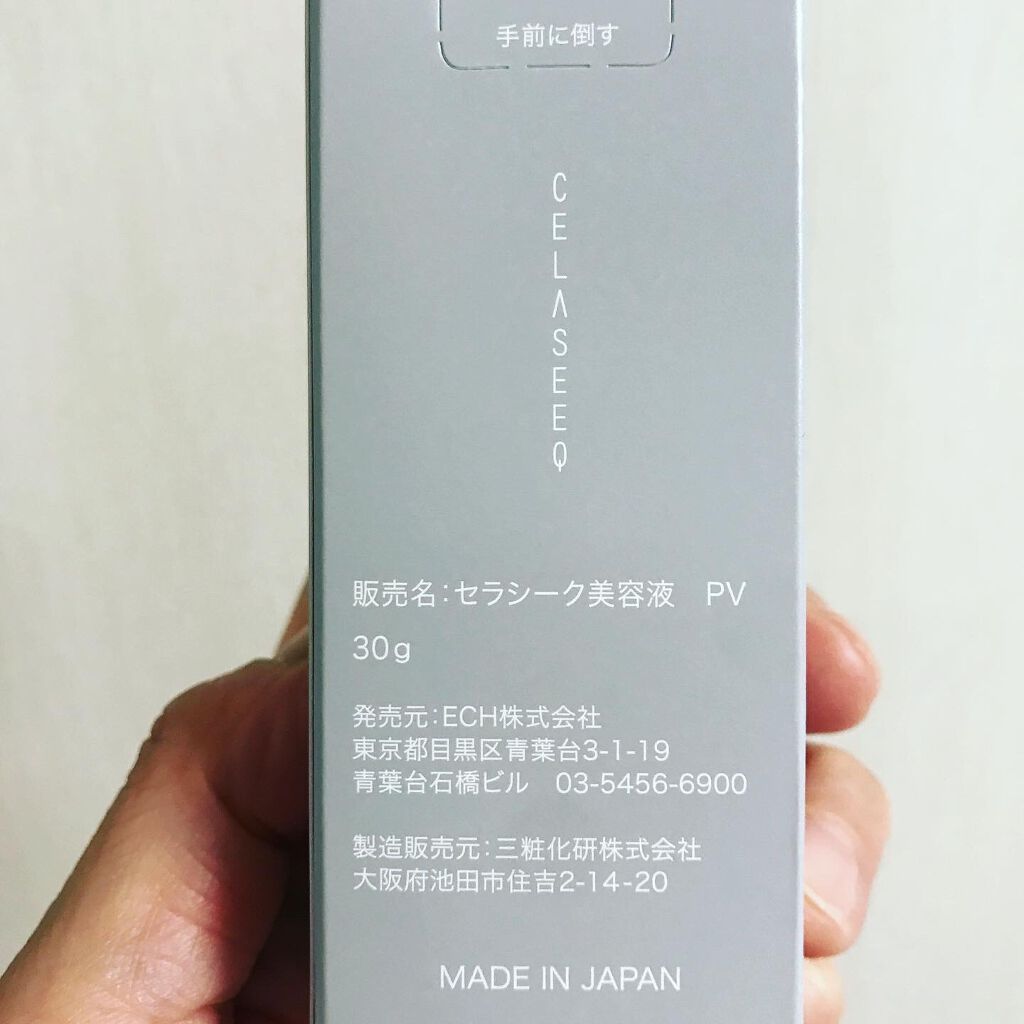 手前に倒す
CELASEEQ
販売名:セラシーク美容液　PV
30g
発売元:ECH株式会社
東京都目黒区青葉台3-1-19
青葉台石橋ビル　03-5456-6900
製造販売元:三粧化研株式会社
大阪府池田市住吉2-14-20
MADE IN JAPAN